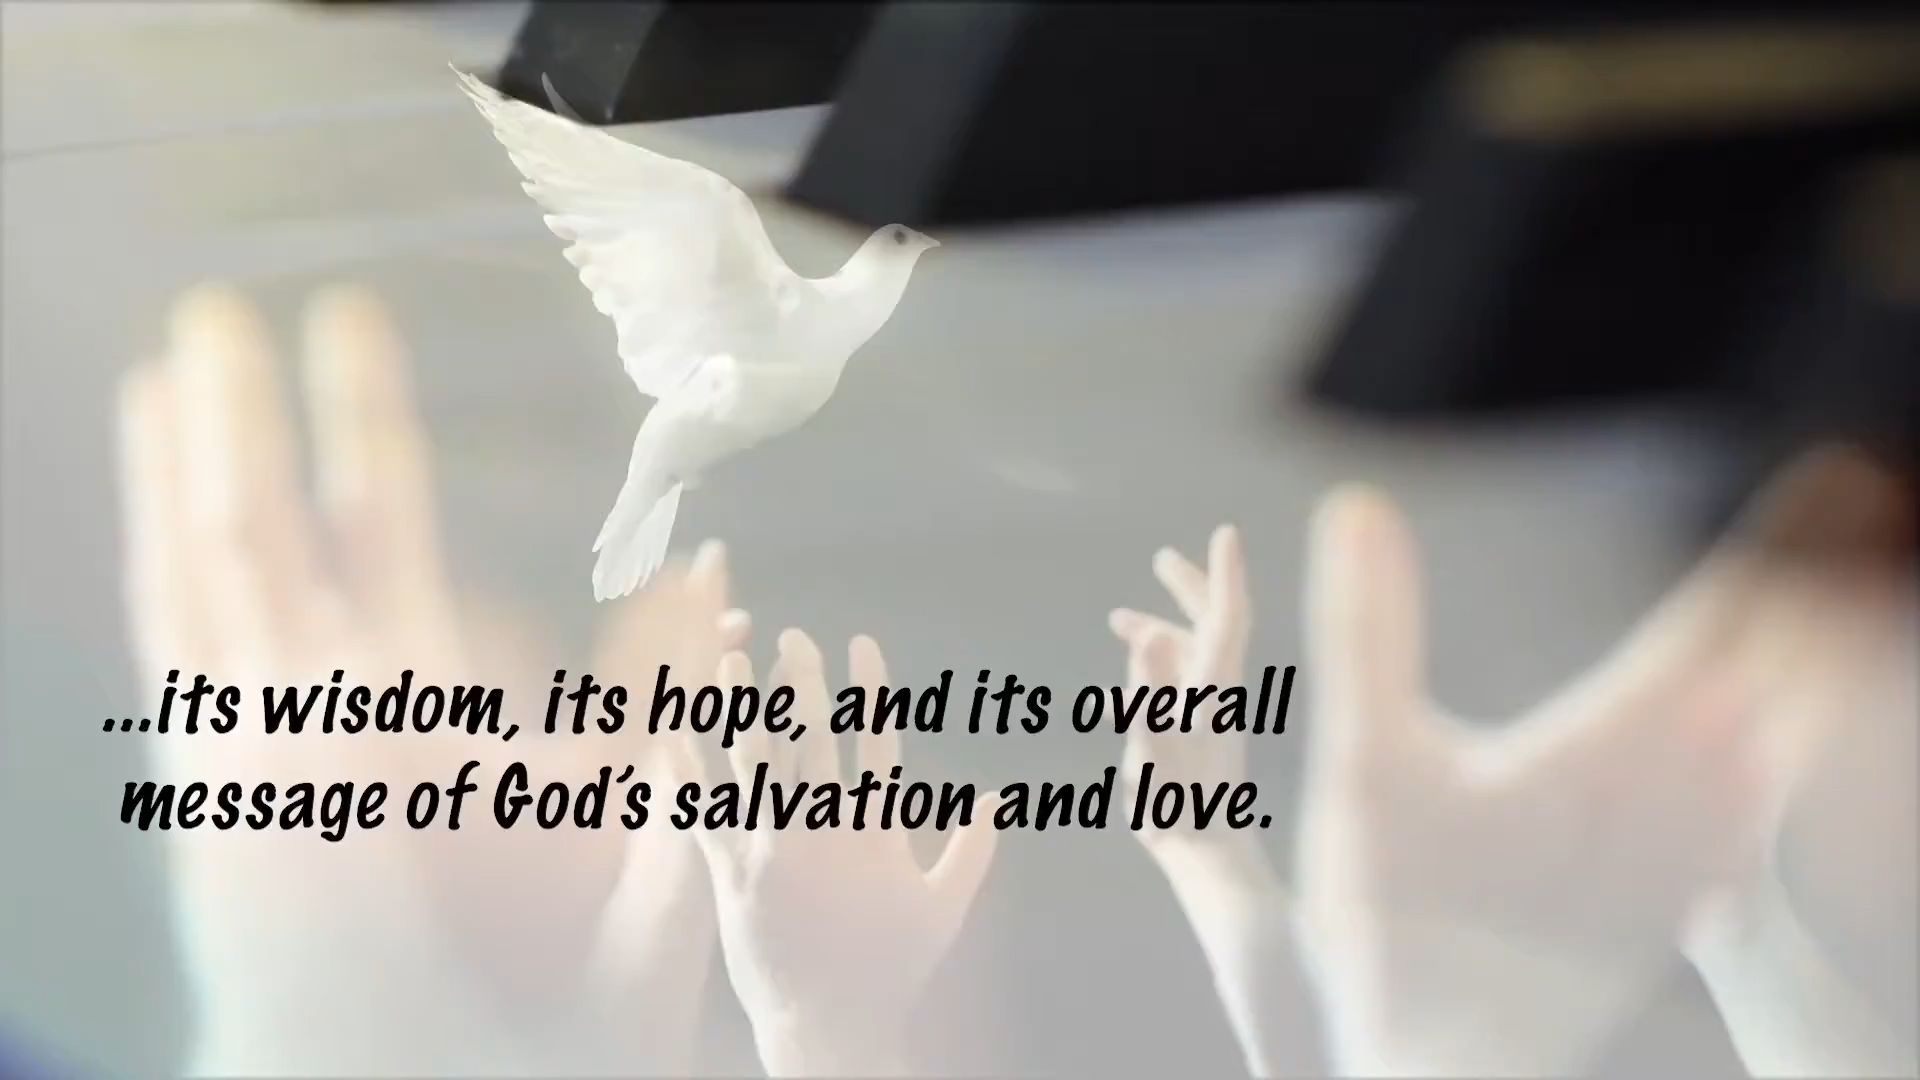 ...its wisdom, its hope, and its overall
message of God's salvation and love.